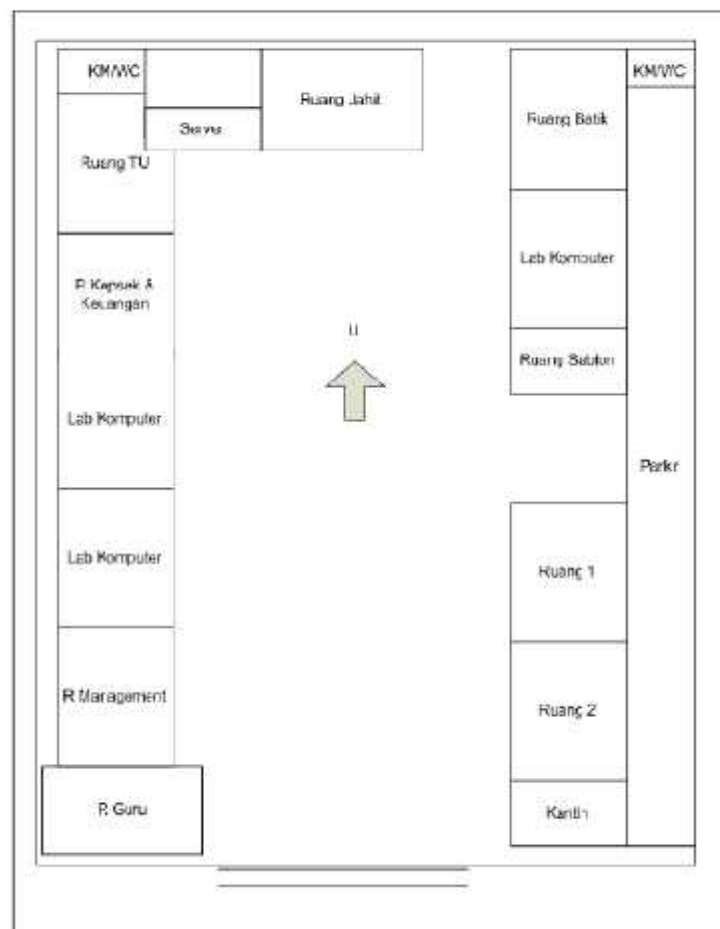 KM/WC
Ruang Jahit
Server
Ruang TU
R Kepsek &
Keuangan
Lab Komputer
Lab Komputer
R Management
R Guru
U
KM/WC
Ruang Batik
Lab Komputer
Ruang Sablon
Parkir
Ruang 1
Ruang 2
Kantin